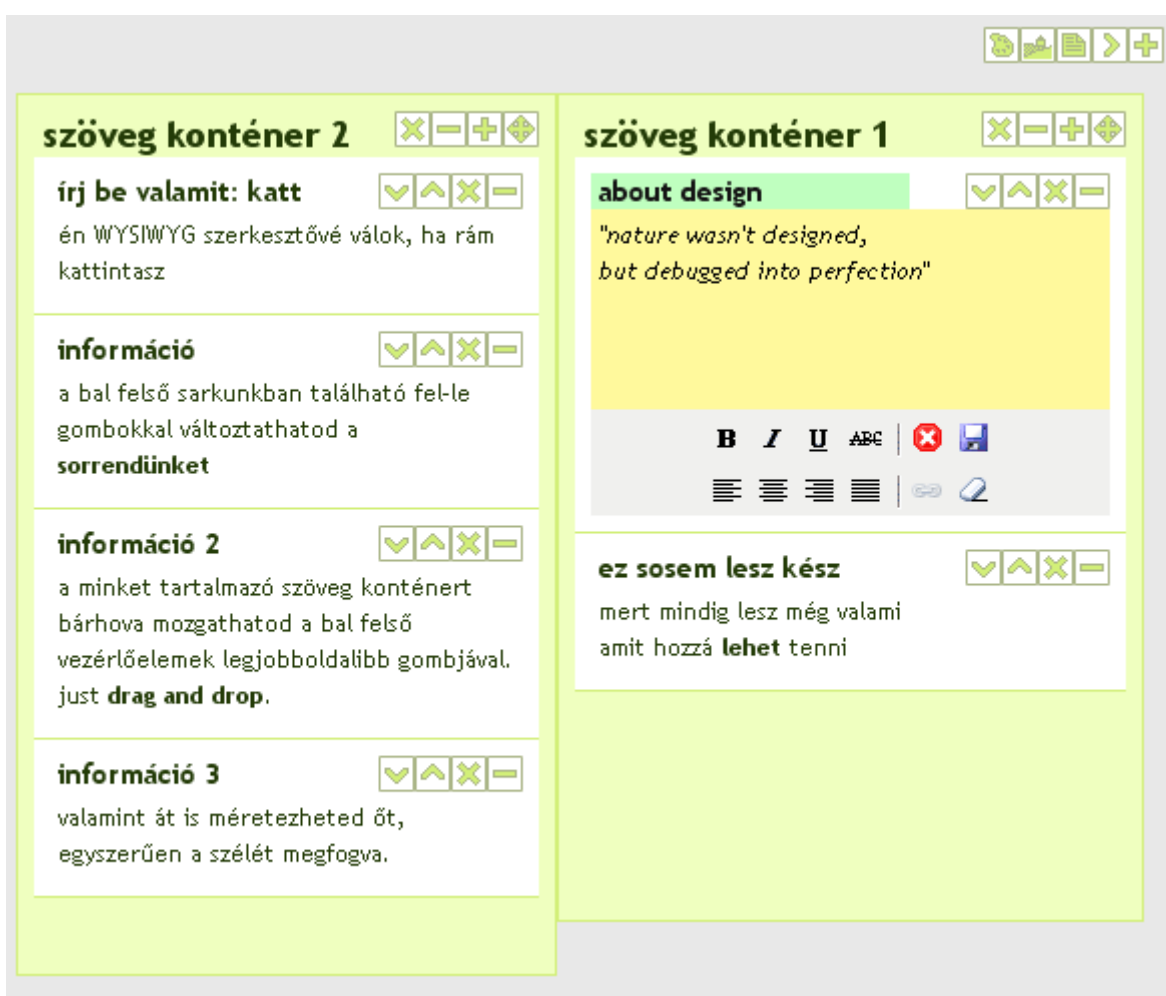 szöveg konténer 2
írj be valamit: katt
én WYSIWYG szerkesztővé válok, ha rám
kattintasz
információ
a bal felső sarkunkban található fel-le
gombokkal változtathatod a
sorrendünket
információ 2
a minket tartalmazó szöveg konténert
bárhova mozgathatod a bal felső
vezérlőelemek legjobboldalibb gombjával.
just drag and drop.
információ 3
valamint át is méretezheted őt,
egyszerűen a szélét megfogva.
szöveg konténer 1
about design
"nature wasn't designed,
but debugged into perfection"
B I U ABC
ez sosem lesz kész
mert mindig lesz még valami
amit hozzá lehet tenni